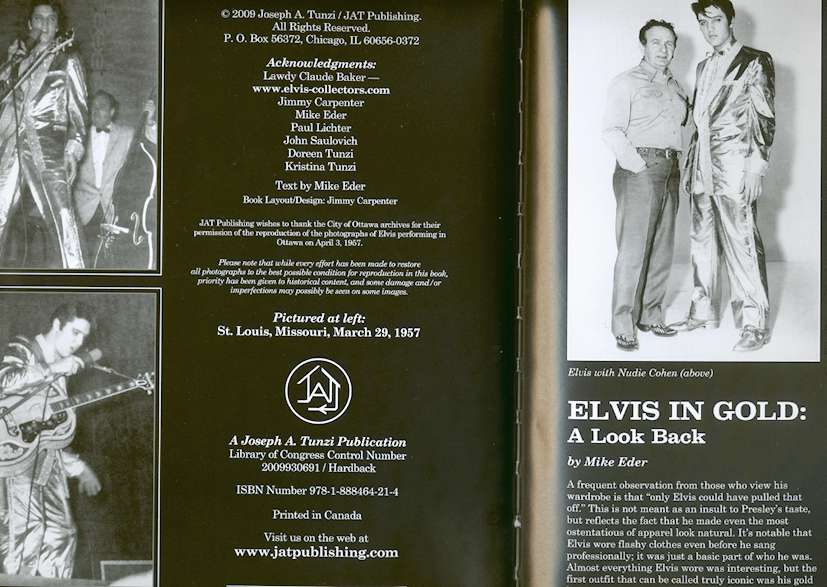 © 2009 Joseph A. Tunzi / JAT Publishing.
All Rights Reserved.
P. O. Box 56372, Chicago, IL 60656-0372
Acknowledgments:
Lawdy Claude Baker —
www.elvis-collectors.com
Jimmy Carpenter
Mike Eder
Paul Lichter
John Saulovich
Doreen Tunzi
Kristina Tunzi
Text by Mike Eder
Book Layout/Design: Jimmy Carpenter
JAT Publishing wishes to thank the City of Ottawa archives for their
permission of the reproduction of the photographs of Elvis performing in
Ottawa on April 3, 1957.
Please note that while every effort has been made to restore
all photographs to the best possible condition for reproduction in this book,
priority has been given to historical content, and some damage and/or
imperfections may possibly be seen on some images.
Pictured at left:
St. Louis, Missouri, March 29, 1957
JAT
A Joseph A. Tunzi Publication
Library of Congress Control Number
2009930691 / Hardback
ISBN Number 978-1-888464-21-4
Printed in Canada
Visit us on the web at
www.jatpublishing.com
Elvis with Nudie Cohen (above)
ELVIS IN GOLD:
A Look Back
by Mike Eder
A frequent observation from those who view his
wardrobe is that "only Elvis could have pulled that
off." This is not meant as an insult to Presley's taste,
but reflects the fact that he made even the most
ostentatious of apparel look natural. It's notable that
Elvis wore flashy clothes even before he sang
professionally; it was just a basic part of who he was.
Almost everything Elvis wore was interesting, but the
first outfit that can be called truly iconic was his gold